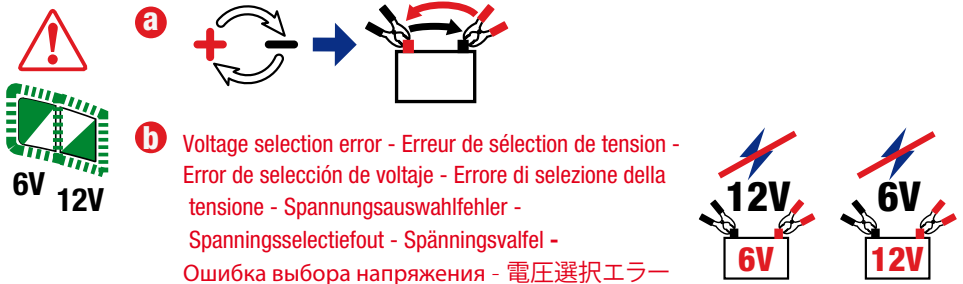 a
b
Voltage selection error - Erreur de sélection de tension -
Error de selección de voltaje - Errore di selezione della
tensione - Spannungsauswahlfehler -
Spanningsselectiefout - Spänningsvalfel -
Ошибка выбора напряжения - 電圧選択エラー
6V
12V
12V
6V
6V
12V